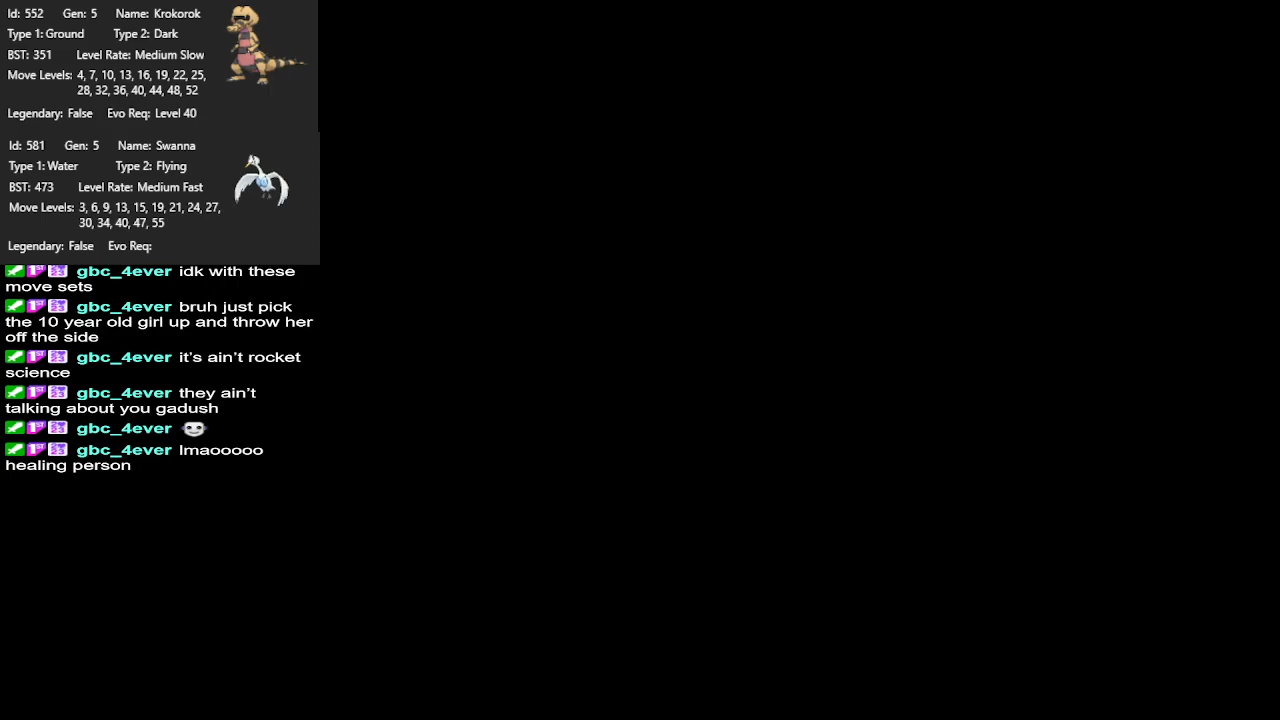 Id: 552 Gen: 5 Name: Krokorok
Type 1: Ground Type 2: Dark
BST: 351 Level Rate: Medium Slow
Move Levels: 4, 7, 10, 13, 16, 19, 22, 25,
28, 32, 36, 40, 44, 48, 52
Legendary: False Evo Req: Level 40
Id: 581 Gen: 5 Name: Swanna
Type 1: Water Type 2: Flying
BST: 473 Level Rate: Medium Fast
Move Levels: 3, 6, 9, 13, 15, 19, 21, 24, 27,
30, 34, 40, 47, 55
Legendary: False Evo Req:
gbc_4ever idk with these
move sets
gbc_4ever bruh just pick
the 10 year old girl up and throw her
off the side
gbc_4ever it's ain't rocket
science
gbc_4ever they ain't
talking about you gadush
gbc_4ever
gbc_4ever lmaooooo
healing person